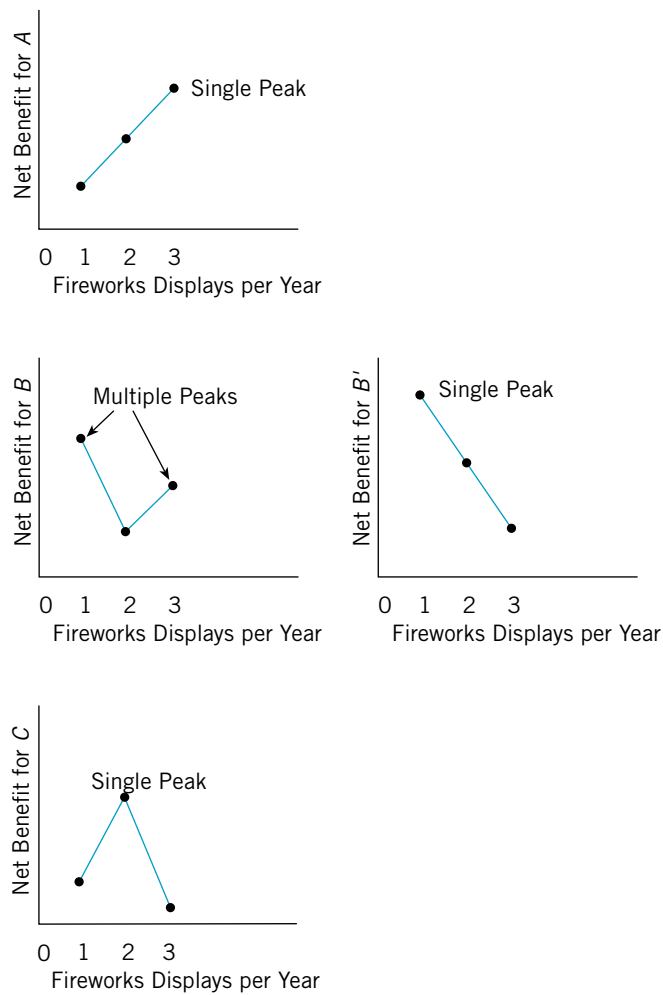 Net Benefit for A
Single Peak
0 1 2 3
Fireworks Displays per Year
Net Benefit for B
Multiple Peaks
0 1 2 3
Fireworks Displays per Year
Net Benefit for B'
Single Peak
0 1 2 3
Fireworks Displays per Year
Net Benefit for C
Single Peak
0 1 2 3
Fireworks Displays per Year